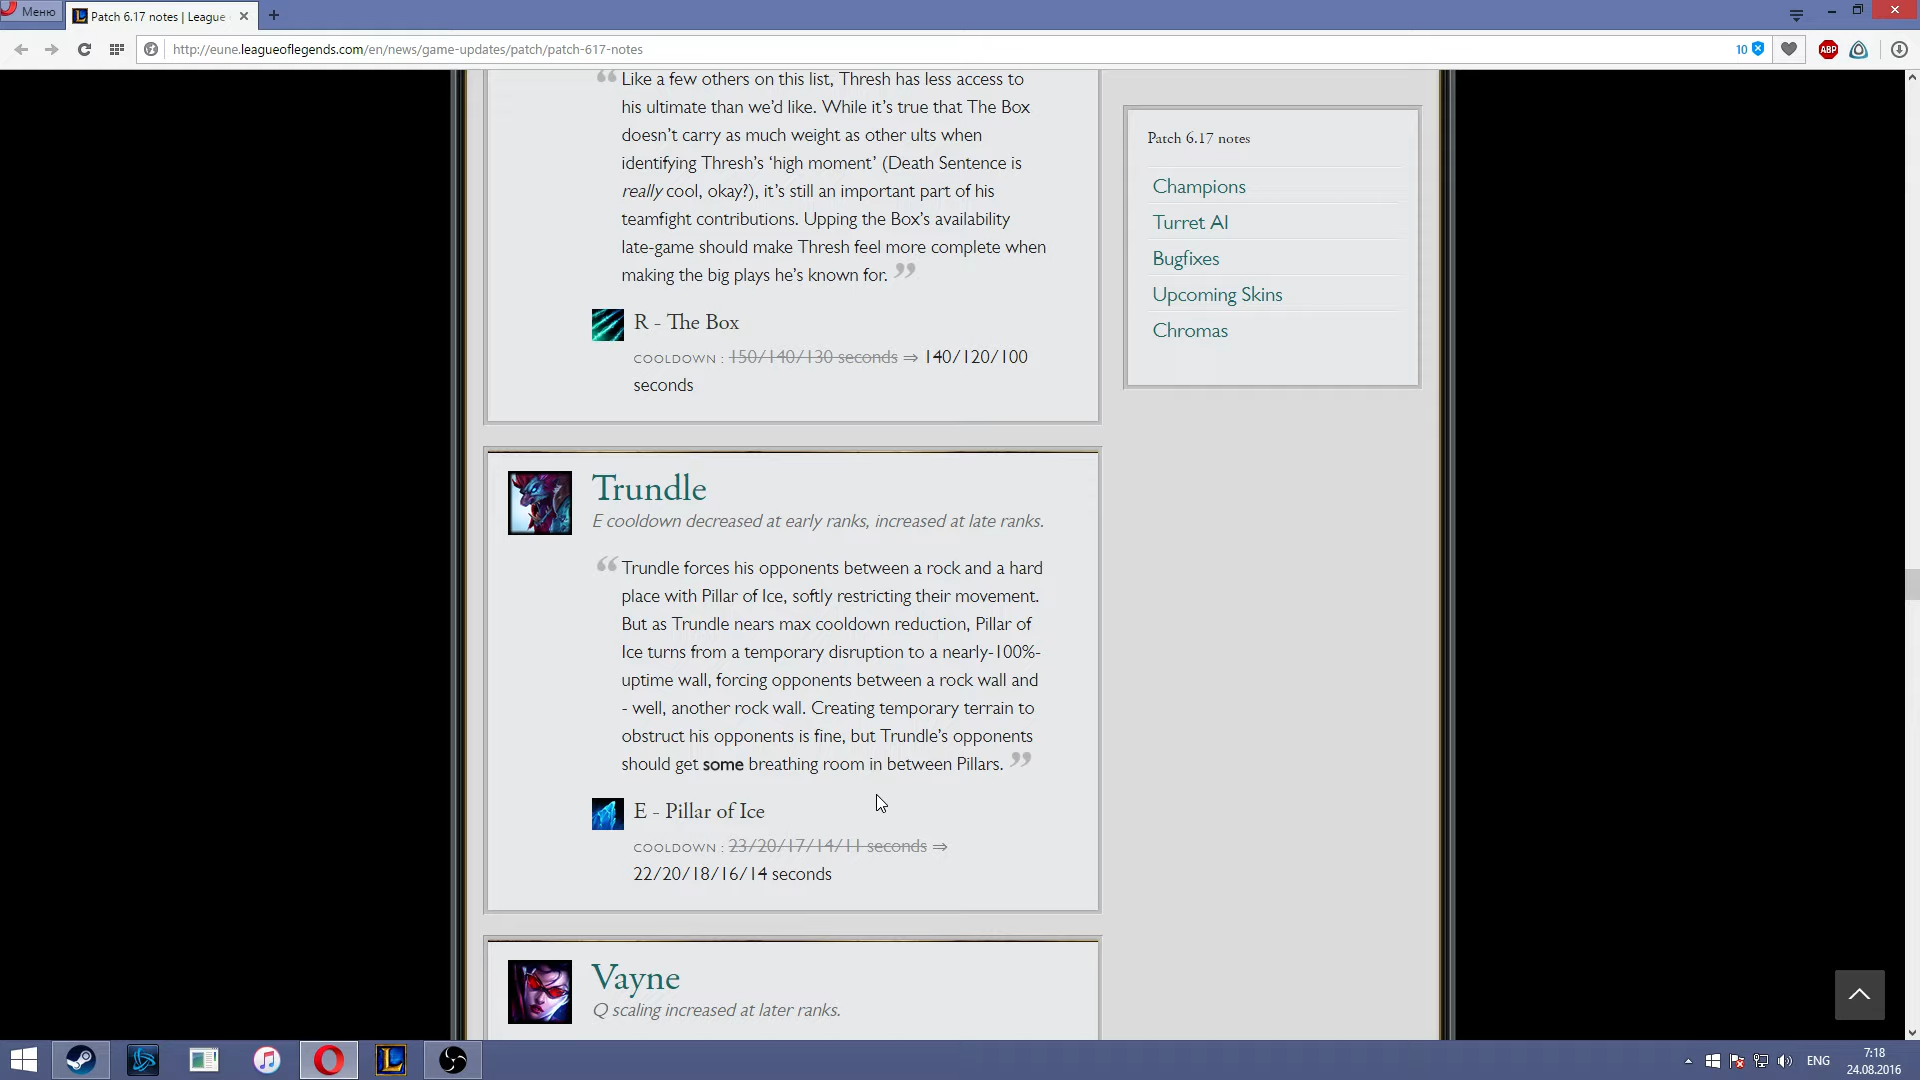 Меню
Patch 6.17 notes | League
http://eune.leagueoflegends.com/en/news/game-updates/patch/patch-617-notes
10
ABP
“ Like a few others on this list, Thresh has less access to
his ultimate than we’d like. While it’s true that The Box
doesn’t carry as much weight as other ults when
identifying Thresh’s ‘high moment’ (Death Sentence is
really cool, okay?), it’s still an important part of his
teamfight contributions. Upping the Box’s availability
late-game should make Thresh feel more complete when
making the big plays he’s known for. ”
R - The Box
COOLDOWN : 150/140/130 seconds ⇒ 140/120/100
seconds
Trundle
E cooldown decreased at early ranks, increased at late ranks.
“ Trundle forces his opponents between a rock and a hard
place with Pillar of Ice, softly restricting their movement.
But as Trundle nears max cooldown reduction, Pillar of
Ice turns from a temporary disruption to a nearly-100%-
uptime wall, forcing opponents between a rock wall and
- well, another rock wall. Creating temporary terrain to
obstruct his opponents is fine, but Trundle’s opponents
should get some breathing room in between Pillars. ”
E - Pillar of Ice
COOLDOWN : 23/20/17/14/11 seconds ⇒
22/20/18/16/14 seconds
Vayne
Q scaling increased at later ranks.
Patch 6.17 notes
Champions
Turret AI
Bugfixes
Upcoming Skins
Chromas
L
ENG
7:18
24.08.2016